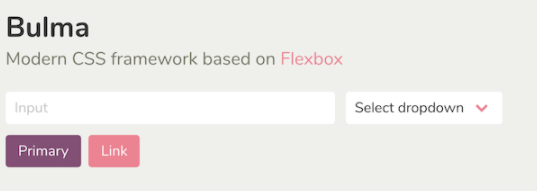 Bulma
Modern CSS framework based on Flexbox
Input
Select dropdown
Primary
Link